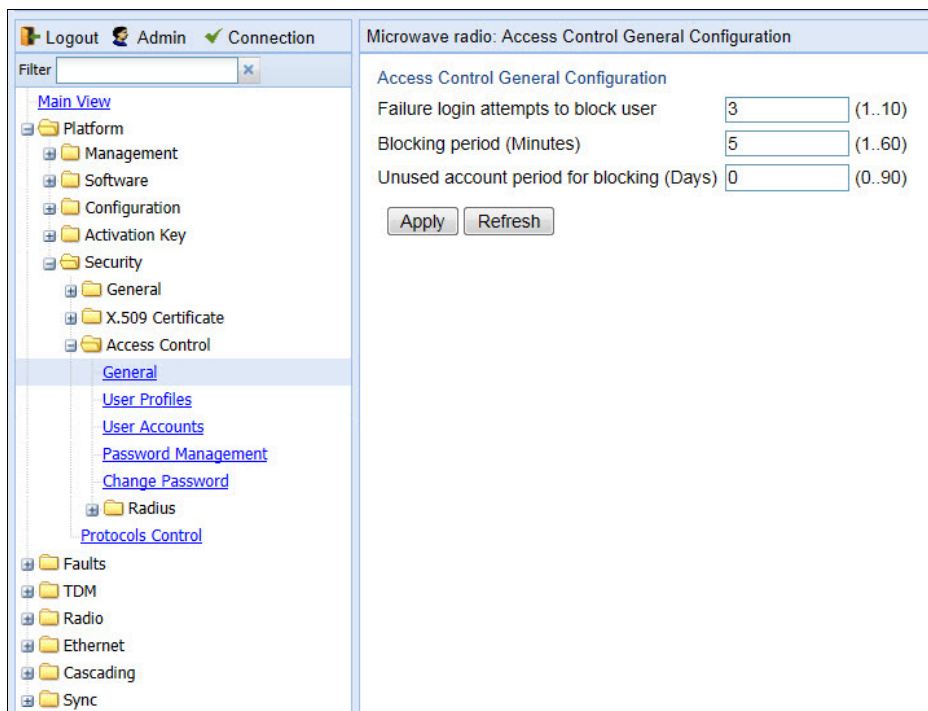 Logout Admin Connection
Filter
Main View
Platform
Management
Software
Configuration
Activation Key
Security
General
X.509 Certificate
Access Control
General
User Profiles
User Accounts
Password Management
Change Password
Radius
Protocols Control
Faults
TDM
Radio
Ethernet
Cascading
Sync
Microwave radio: Access Control General Configuration
Access Control General Configuration
Failure login attempts to block user 3 (1..10)
Blocking period (Minutes) 5 (1..60)
Unused account period for blocking (Days) 0 (0..90)
Apply Refresh